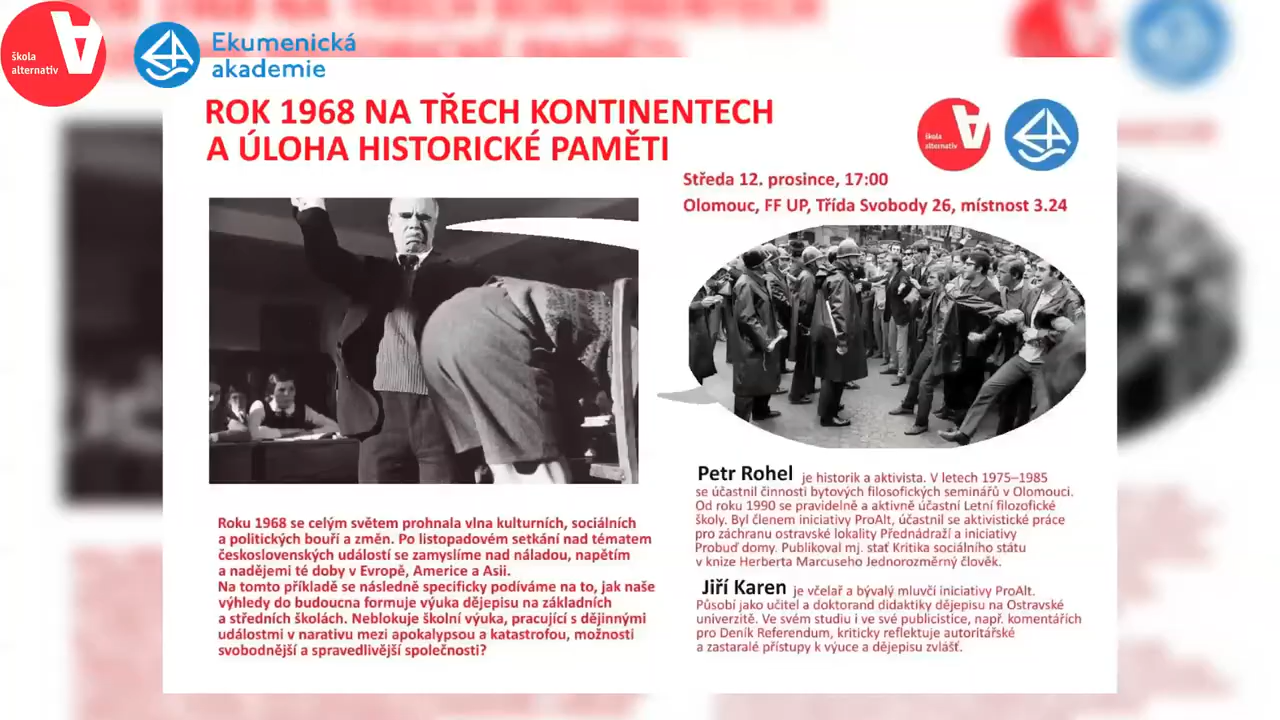 škola
alternativ
Ekumenická
akademie
ROK 1968 NA TŘECH KONTINENTECH
A ÚLOHA HISTORICKÉ PAMĚTI
škola
alternativ
Středa 12. prosince, 17:00
Olomouc, FF UP, Třída Svobody 26, místnost 3.24
Roku 1968 se celým světem prohnala vlna kulturních, sociálních
a politických bouří a změn. Po listopadovém setkání nad tématem
československých událostí se zamyslíme nad náladou, napětím
a nadějemi té doby v Evropě, Americe a Asii.
Na tomto příkladě se následně specificky podíváme na to, jak naše
výhledy do budoucna formuje výuka dějepisu na základních
a středních školách. Neblokuje školní výuka, pracující s dějinnými
událostmi v narativu mezi apokalypsou a katastrofou, možnosti
svobodnější a spravedlivější společnosti?
Petr Rohel je historik a aktivista. V letech 1975–1985
se účastnil činnosti bytových filosofických seminářů v Olomouci.
Od roku 1990 se pravidelně a aktivně účastní Letní filozofické
školy. Byl členem iniciativy ProAlt, účastnil se aktivistické práce
pro záchranu ostravské lokality Přednádraží a iniciativy
Probuď domy. Publikoval mj. stať Kritika sociálního státu
v knize Herberta Marcuseho Jednorozměrný člověk.
Jiří Karen je včelař a bývalý mluvčí iniciativy ProAlt.
Působí jako učitel a doktorand didaktiky dějepisu na Ostravské
univerzitě. Ve svém studiu i ve své publicistice, např. komentářích
pro Deník Referendum, kriticky reflektuje autoritářské
a zastaralé přístupy k výuce a dějepisu zvlášť.